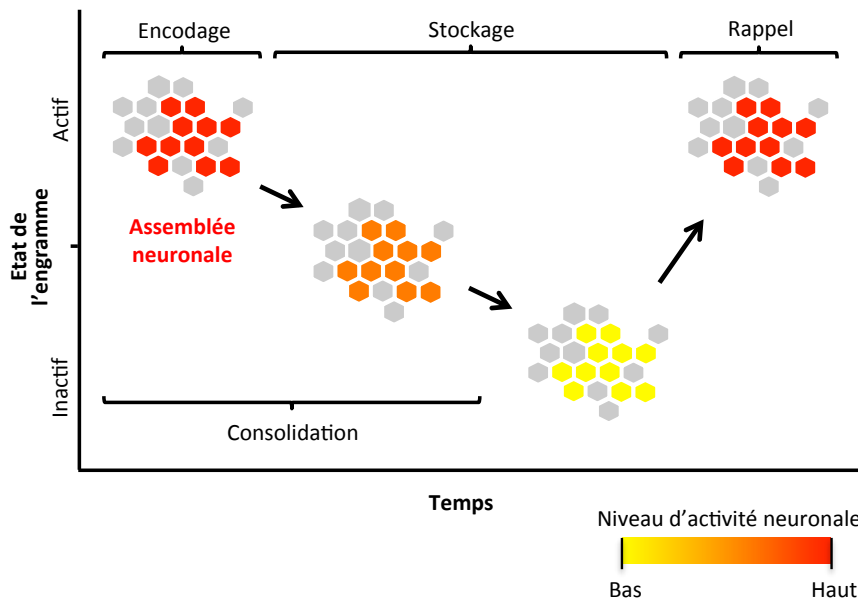 Encodage
Stockage
Rappel
Actif
Assemblée
neuronale
Etat de
l’engramme
Inactif
Consolidation
Temps
Niveau d’activité neuronale
Bas
Haut